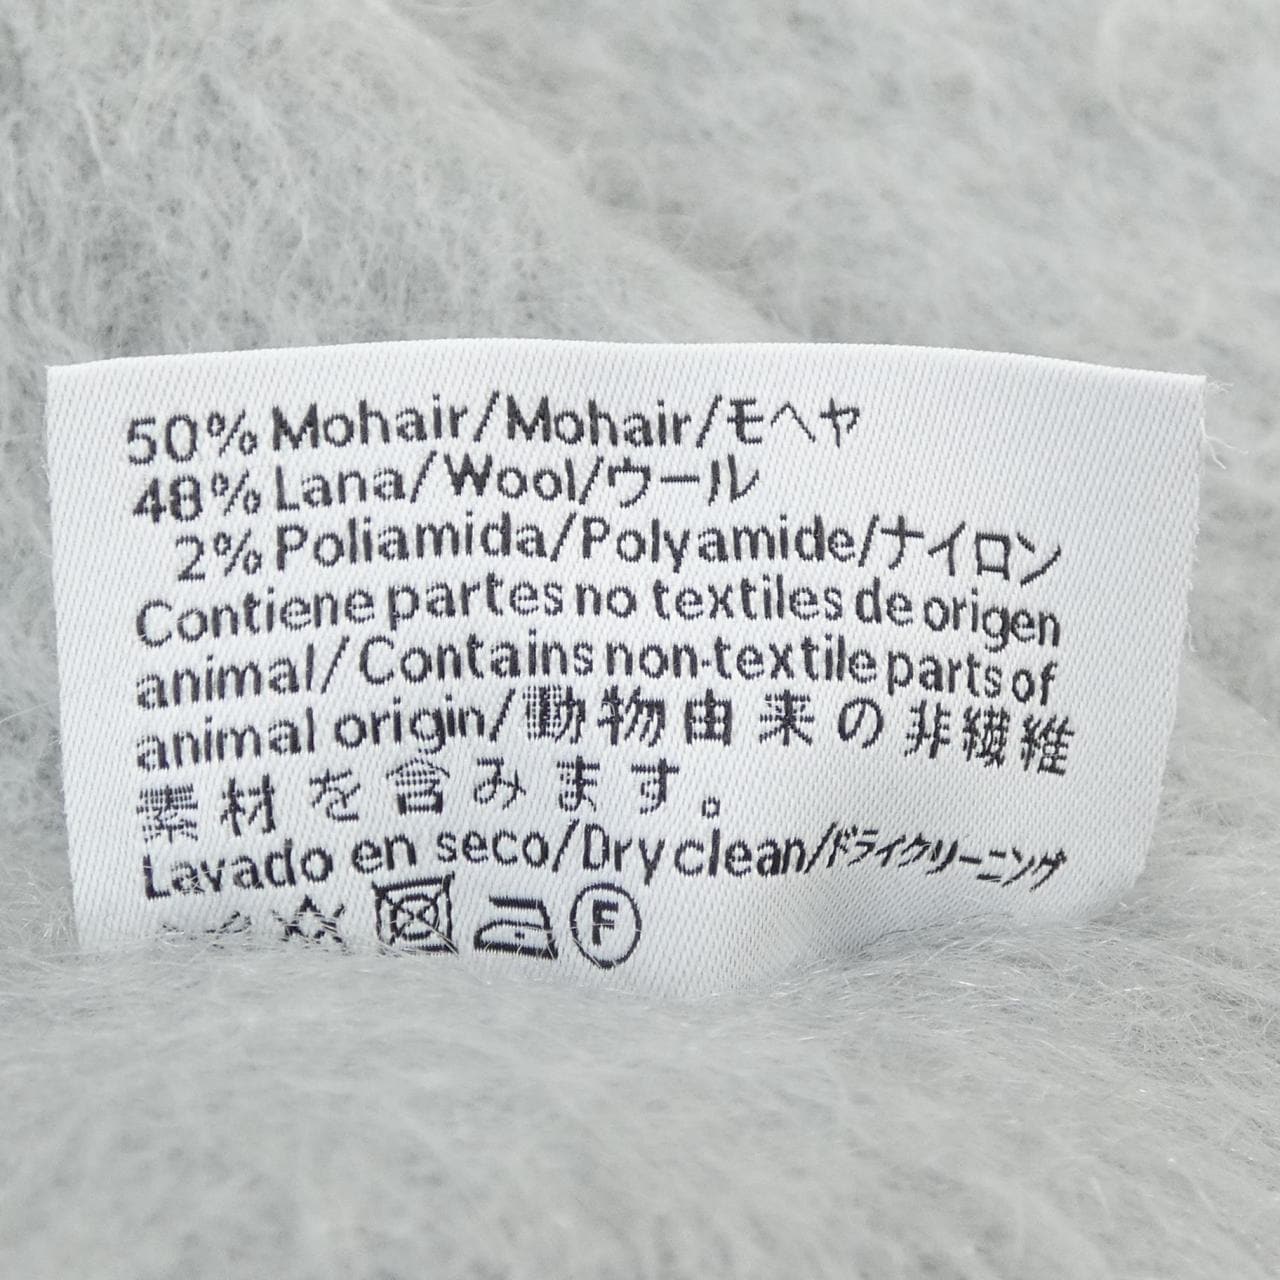 50% Mohair/Mohair/モヘヤ
48% Lana/Wool/ウール
2% Poliamida/Polyamide/ナイロン
Contiene partes no textiles de origen
animal/Contains non-textile parts of
animal origin/動物由来の非繊維
素材を含みます。
Lavado en seco/Dry clean/ドライクリーニング
F